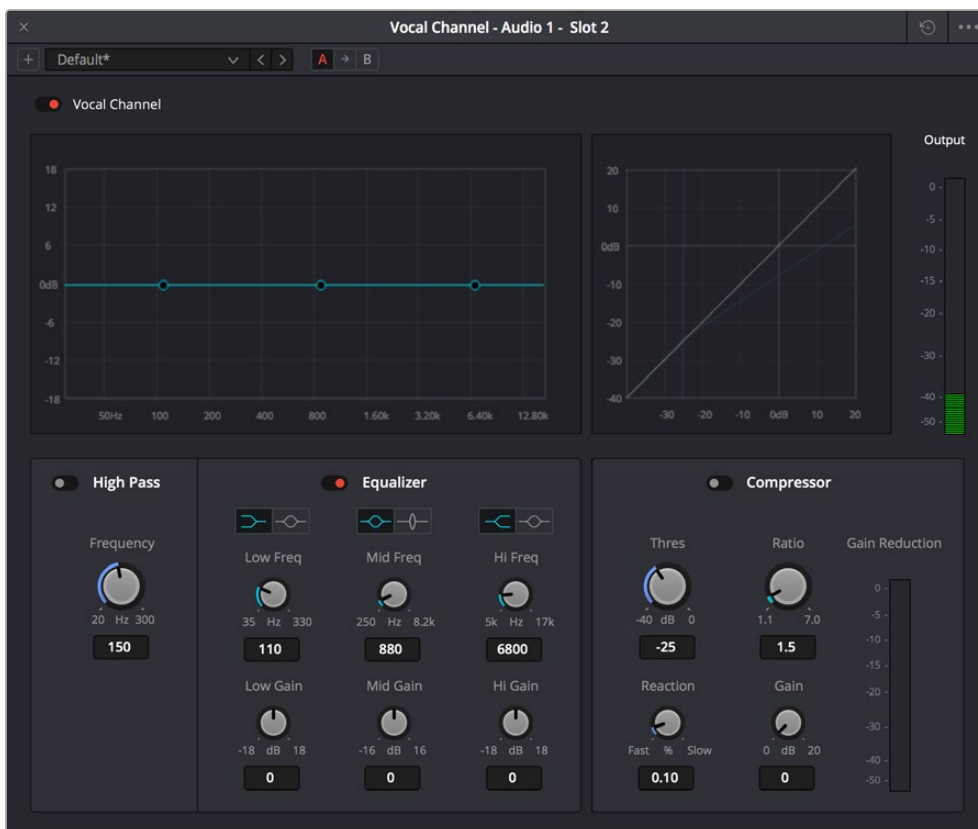 Vocal Channel - Audio 1 - Slot 2
Default*
A
B
Vocal Channel
18
12
6
0dB
-6
-12
-18
50Hz 100 200 400 800 1.60k 3.20k 6.40k 12.80k
20
10
0dB
-10
-20
-30
-40
-30 -20 -10 0dB 10 20
Output
0
-5
-10
-15
-20
-30
-40
-50
High Pass
Frequency
20 Hz 300
150
Equalizer
Low Freq Mid Freq Hi Freq
35 Hz 330 250 Hz 8.2k 5k Hz 17k
110 880 6800
Low Gain Mid Gain Hi Gain
-18 dB 18 -16 dB 16 -18 dB 18
0 0 0
Compressor
Thres Ratio
-40 dB 0 1.1 7.0
-25 1.5
Reaction Gain
Fast % Slow 0 dB 20
0.10 0
Gain Reduction
0
-5
-10
-15
-20
-30
-40
-50